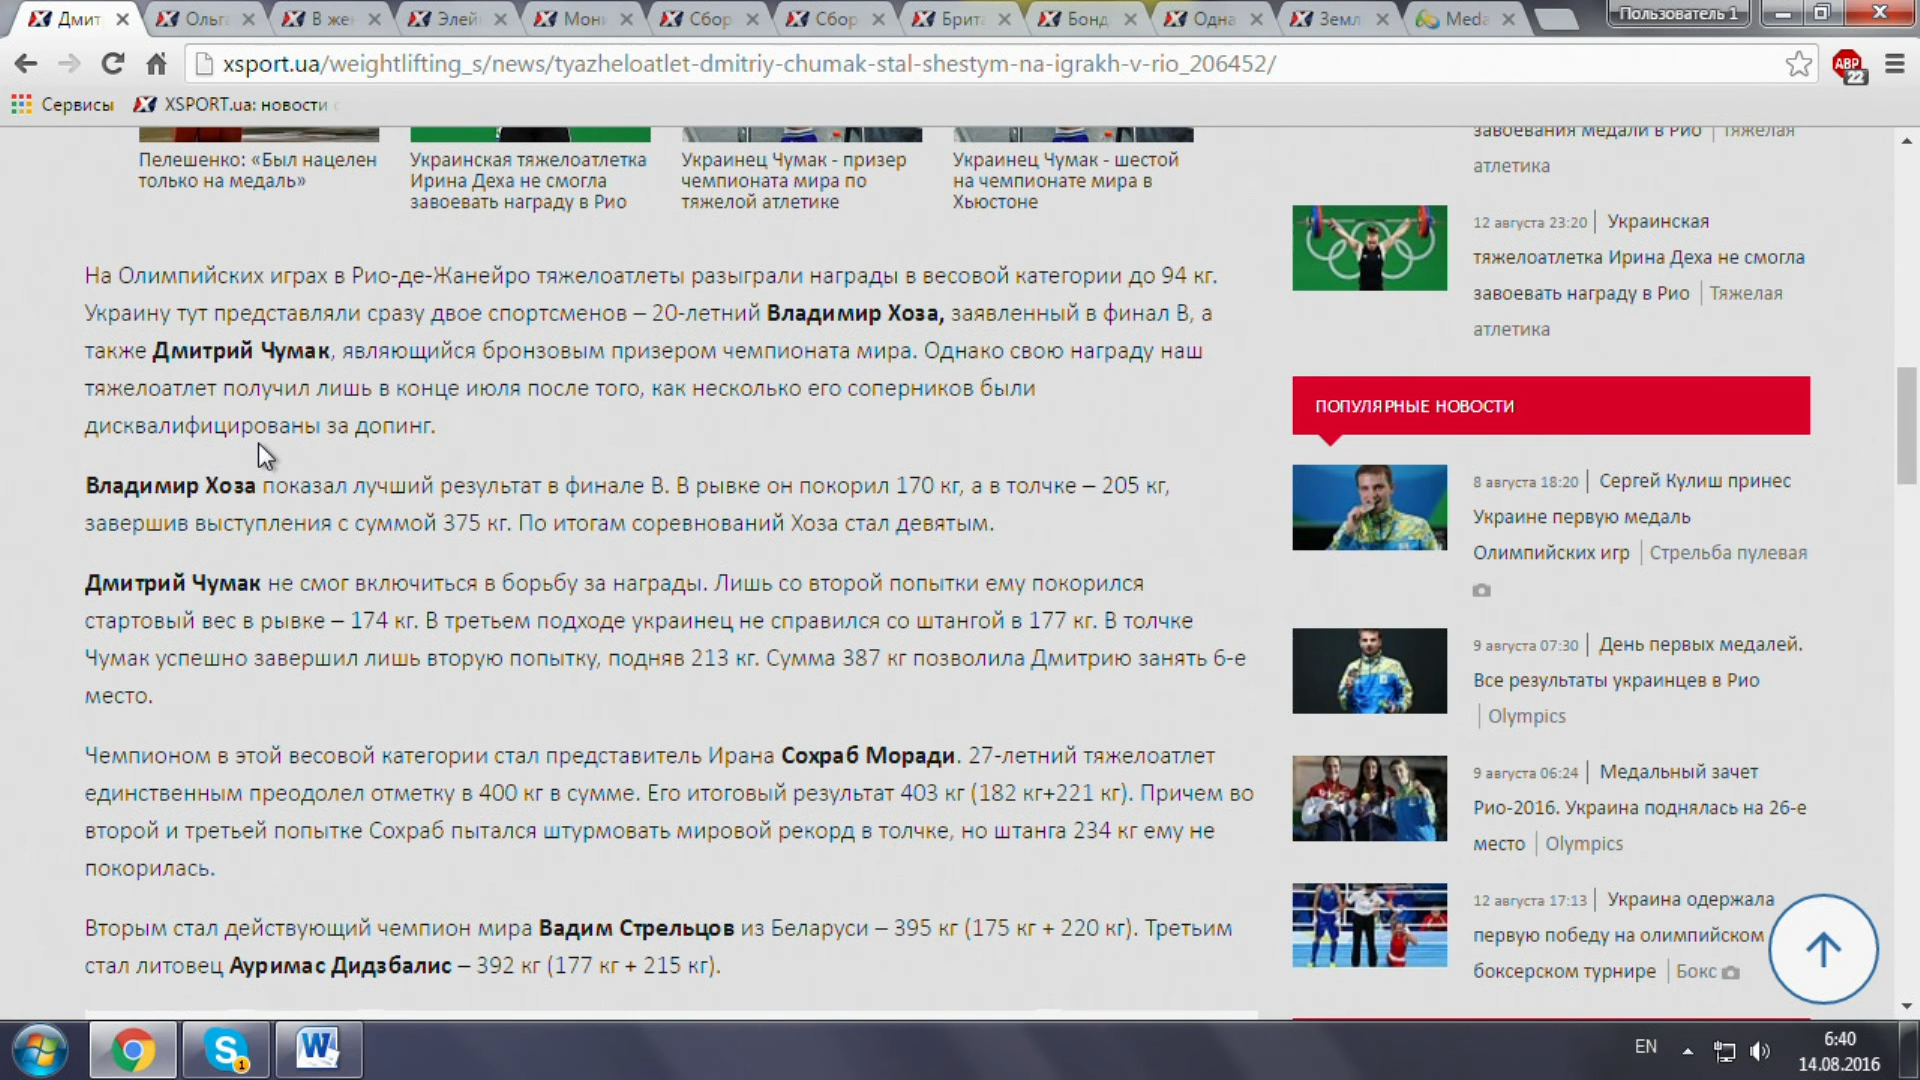 Дмит
Ольг
В же
Элей
Мон
Сбор
Сбор
Брит
Бонд
Одна
Земл
Meda
Пользователь 1
xsport.ua/weightlifting_s/news/tyazheloatlet-dmitriy-chumak-stal-shestym-na-igrakh-v-rio_206452/
ABP
22
Сервисы
XSPORT.ua: новости
Пелешенко: «Был нацелен
только на медаль»
Украинская тяжелоатлетка
Ирина Деха не смогла
завоевать награду в Рио
Украинец Чумак - призер
чемпионата мира по
тяжелой атлетике
Украинец Чумак - шестой
на чемпионате мира в
Хьюстоне
На Олимпийских играх в Рио-де-Жанейро тяжелоатлеты разыграли награды в весовой категории до 94 кг.
Украину тут представляли сразу двое спортсменов – 20-летний Владимир Хоза, заявленный в финал В, а
также Дмитрий Чумак, являющийся бронзовым призером чемпионата мира. Однако свою награду наш
тяжелоатлет получил лишь в конце июля после того, как несколько его соперников были
дисквалифицированы за допинг.
Владимир Хоза показал лучший результат в финале В. В рывке он покорил 170 кг, а в толчке – 205 кг,
завершив выступления с суммой 375 кг. По итогам соревнований Хоза стал девятым.
Дмитрий Чумак не смог включиться в борьбу за награды. Лишь со второй попытки ему покорился
стартовый вес в рывке – 174 кг. В третьем подходе украинец не справился со штангой в 177 кг. В толчке
Чумак успешно завершил лишь вторую попытку, подняв 213 кг. Сумма 387 кг позволила Дмитрию занять 6-е
место.
Чемпионом в этой весовой категории стал представитель Ирана Сохраб Моради. 27-летний тяжелоатлет
единственным преодолел отметку в 400 кг в сумме. Его итоговый результат 403 кг (182 кг+221 кг). Причем во
второй и третьей попытке Сохраб пытался штурмовать мировой рекорд в толчке, но штанга 234 кг ему не
покорилась.
Вторым стал действующий чемпион мира Вадим Стрельцов из Беларуси – 395 кг (175 кг + 220 кг). Третьим
стал литовец Ауримас Дидзбалис – 392 кг (177 кг + 215 кг).
завоевания медали в Рио | Тяжелая
атлетика
12 августа 23:20 | Украинская
тяжелоатлетка Ирина Деха не смогла
завоевать награду в Рио | Тяжелая
атлетика
ПОПУЛЯРНЫЕ НОВОСТИ
8 августа 18:20 | Сергей Кулиш принес
Украине первую медаль
Олимпийских игр | Стрельба пулевая
9 августа 07:30 | День первых медалей.
Все результаты украинцев в Рио
| Olympics
9 августа 06:24 | Медальный зачет
Рио-2016. Украина поднялась на 26-е
место | Olympics
12 августа 17:13 | Украина одержала
первую победу на олимпийском
боксерском турнире | Бокс
1
EN
6:40
14.08.2016